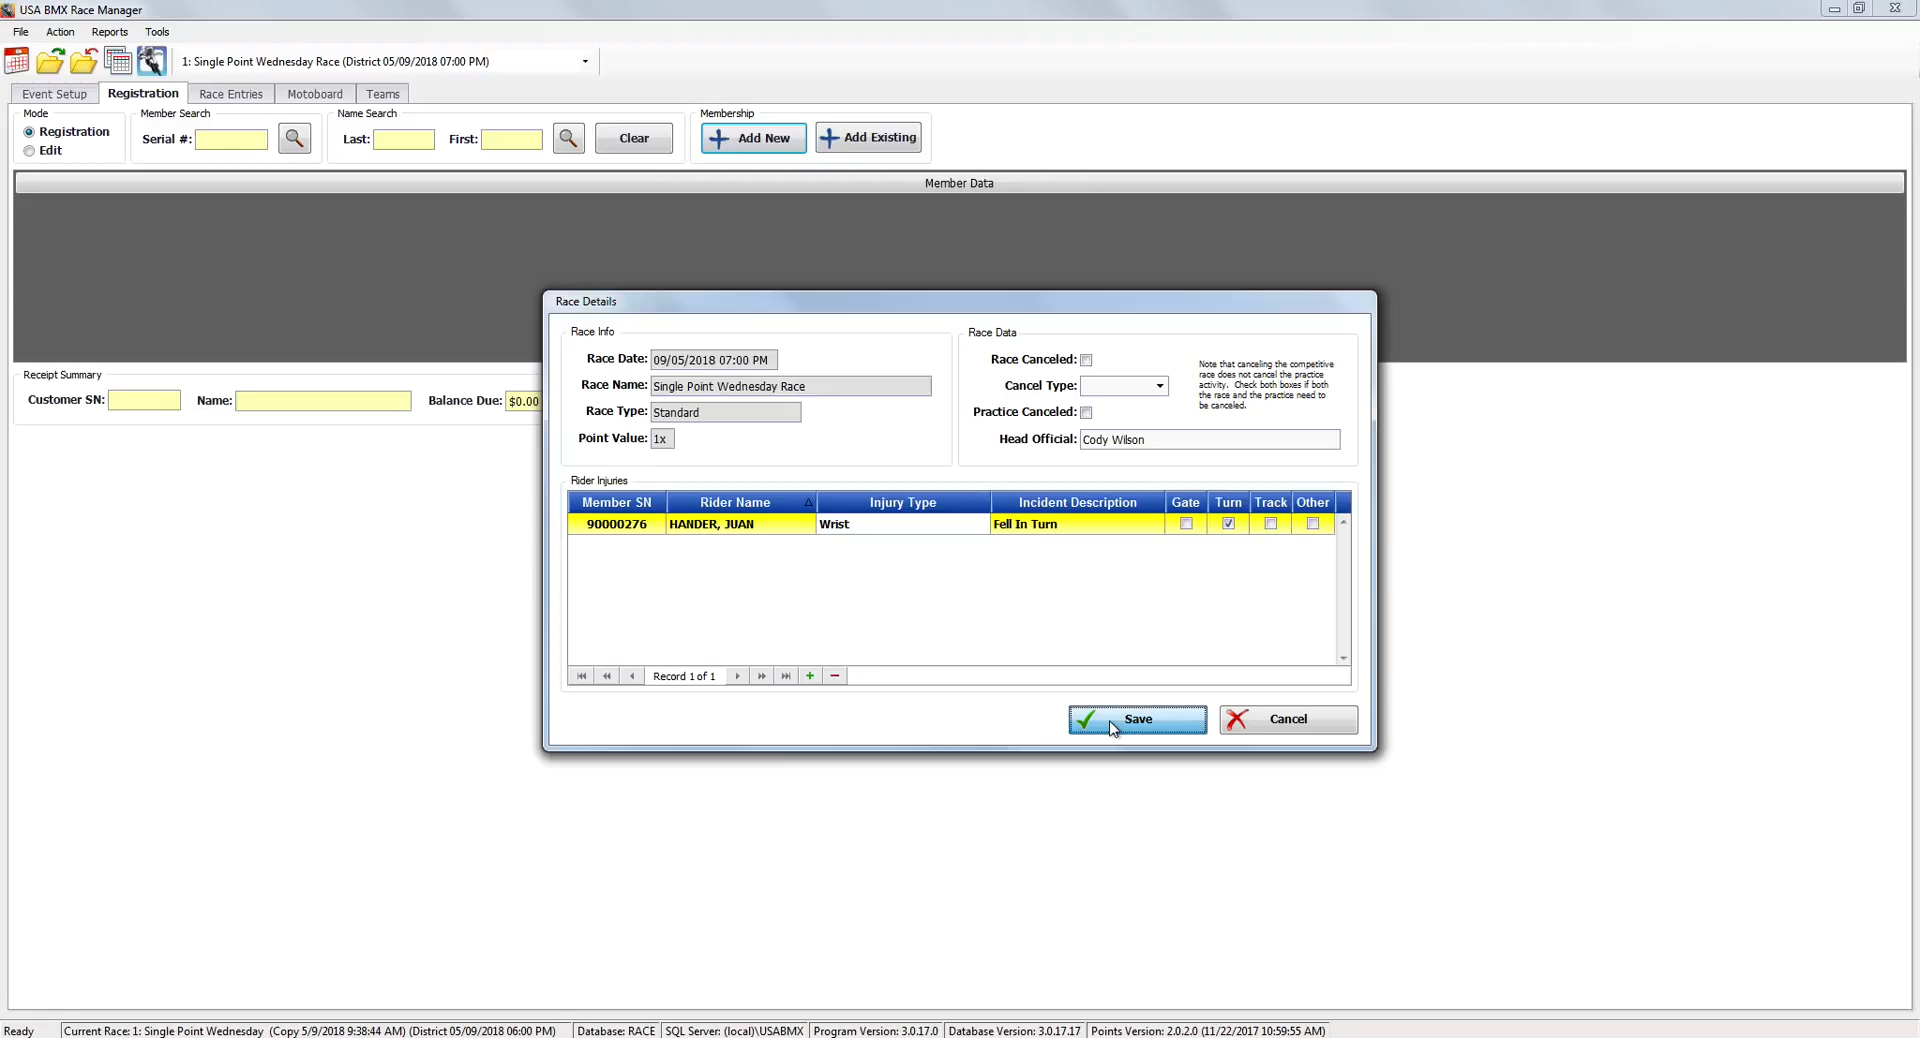 USA BMX Race Manager
File Action Reports Tools
1: Single Point Wednesday Race (District 05/09/2018 07:00 PM)
Event Setup Registration Race Entries Motoboard Teams
Mode Member Search Name Search Membership
Registration
Edit
Serial #: Last: First: Clear Add New Add Existing
Member Data
Receipt Summary
Customer SN: Name: Balance Due: $0.00
Race Details
Race Info
Race Date: 09/05/2018 07:00 PM
Race Name: Single Point Wednesday Race
Race Type: Standard
Point Value: 1x
Race Data
Race Canceled:
Cancel Type:
Practice Canceled:
Head Official: Cody Wilson
Note that canceling the competitive
race does not cancel the practice
activity. Check both boxes if both
the race and the practice need to
be canceled.
Rider Injuries
Member SN Rider Name Injury Type Incident Description Gate Turn Track Other
90000276 HANDER, JUAN Wrist Fell In Turn
Record 1 of 1
Save Cancel
Ready Current Race: 1: Single Point Wednesday (Copy 5/9/2018 9:38:44 AM) (District 05/09/2018 06:00 PM) Database: RACE SQL Server: (local)\USABMX Program Version: 3.0.17.0 Database Version: 3.0.17.17 Points Version: 2.0.2.0 (11/22/2017 10:59:55 AM)